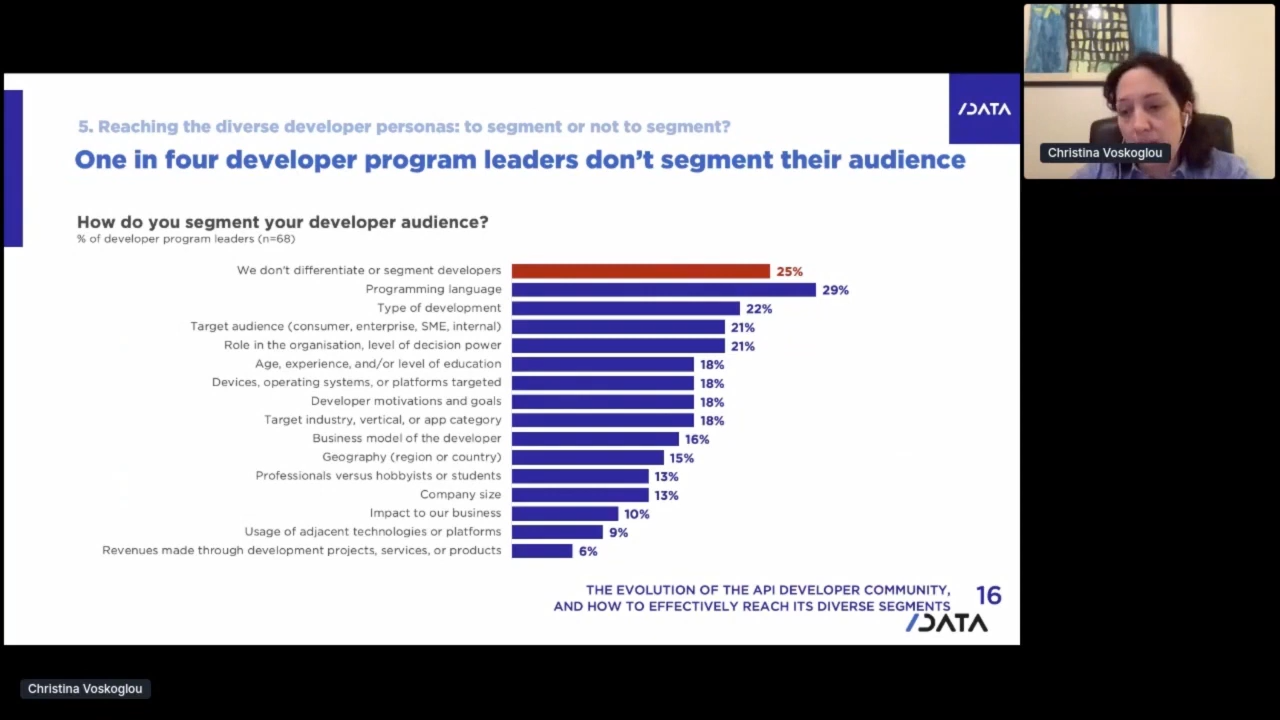 /DATA
5. Reaching the diverse developer personas: to segment or not to segment?
One in four developer program leaders don't segment their audience
Christina Voskoglou
How do you segment your developer audience?
% of developer program leaders (n=68)
We don't differentiate or segment developers 25%
Programming language 29%
Type of development 22%
Target audience (consumer, enterprise, SME, internal) 21%
Role in the organisation, level of decision power 21%
Age, experience, and/or level of education 18%
Devices, operating systems, or platforms targeted 18%
Developer motivations and goals 18%
Target industry, vertical, or app category 18%
Business model of the developer 16%
Geography (region or country) 15%
Professionals versus hobbyists or students 13%
Company size 13%
Impact to our business 10%
Usage of adjacent technologies or platforms 9%
Revenues made through development projects, services, or products 6%
THE EVOLUTION OF THE API DEVELOPER COMMUNITY,
AND HOW TO EFFECTIVELY REACH ITS DIVERSE SEGMENTS
16
/DATA
Christina Voskoglou